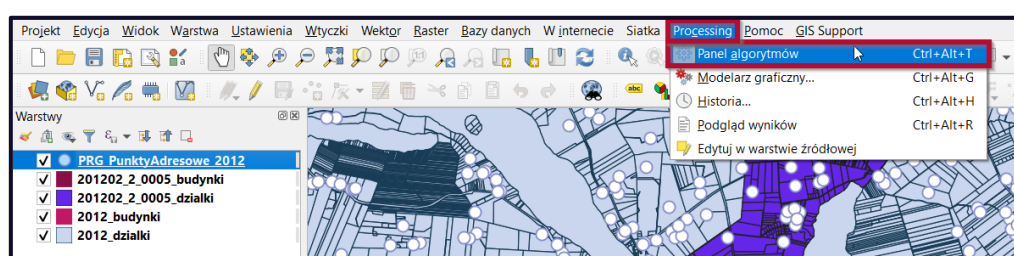 Projekt Edycja Widok Warstwa Ustawienia Wtyczki Wektor Raster Bazy danych W internecie Siatka Processing Pomoc GIS Support
Panel algorytmów Ctrl+Alt+T
Modelarz graficzny... Ctrl+Alt+G
Historia... Ctrl+Alt+H
Podgląd wyników Ctrl+Alt+R
Edytuj w warstwie źródłowej
abc
Warstwy
PRG_PunktyAdresowe_2012
201202_2_0005_budynki
201202_2_0005_dzialki
2012_budynki
2012_dzialki